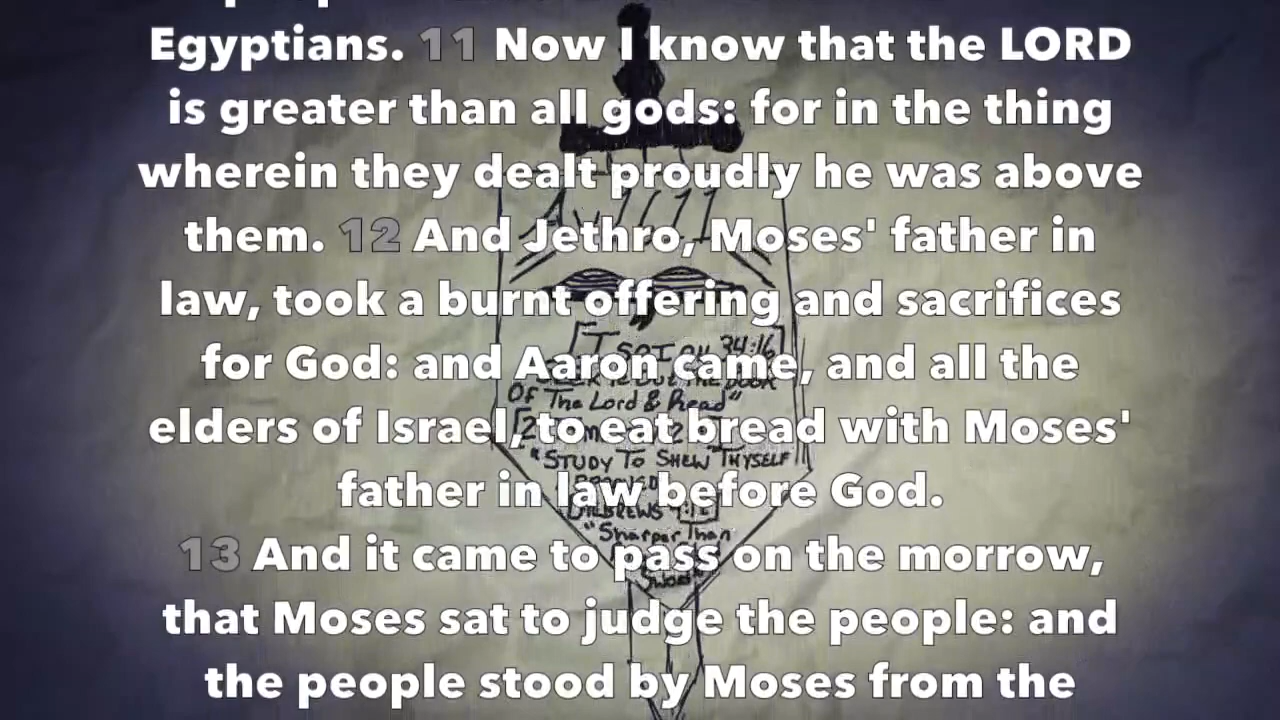 Egyptians. 11 Now I know that the LORD
is greater than all gods: for in the thing
wherein they dealt proudly he was above
them. 12 And Jethro, Moses' father in
law, took a burnt offering and sacrifices
for God: and Aaron came, and all the
elders of Israel, to eat bread with Moses'
father in law before God.
13 And it came to pass on the morrow,
that Moses sat to judge the people: and
the people stood by Moses from the
Av1611
34:16
Of The Lord & Read"
"STUDY TO SHEW THYSELF
HEBREWS
"Sharper Than